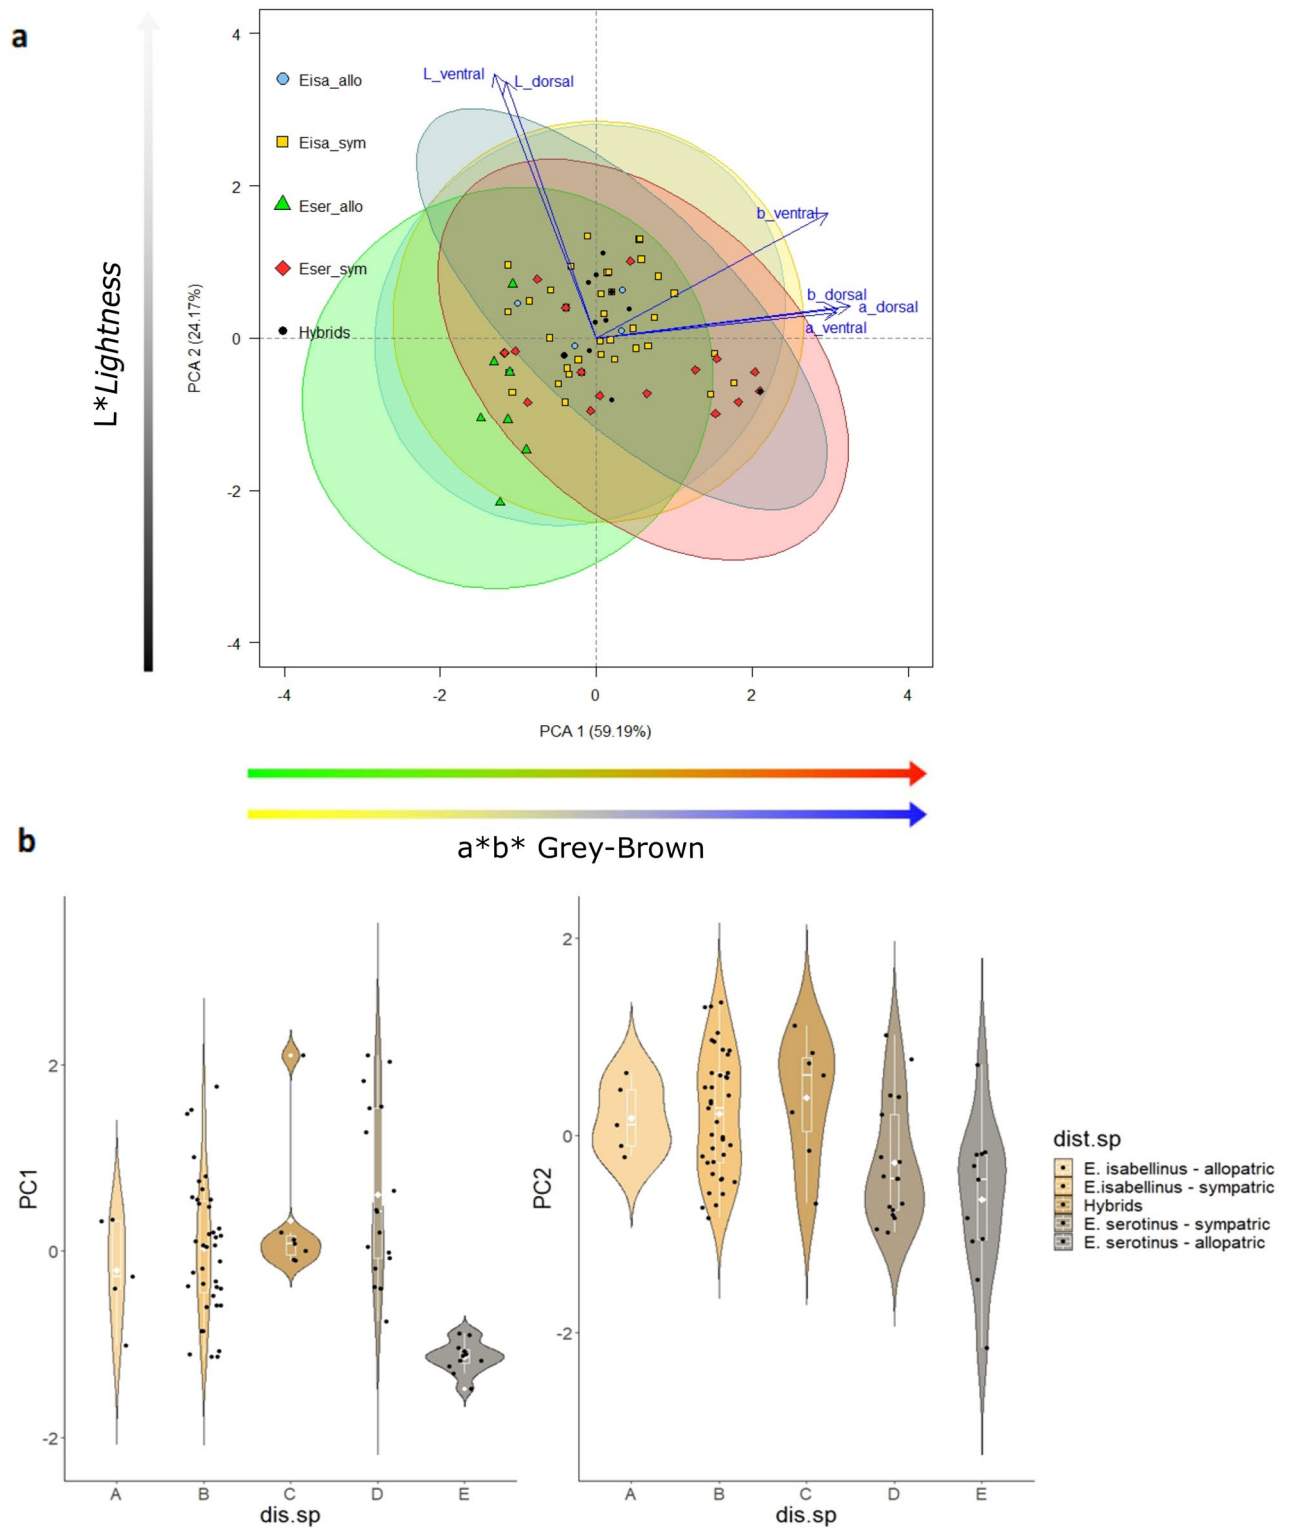 a
4
2
0
-2
-4
L*Lightness
PCA 2 (24.17%)
Eisa_allo
Eisa_sym
Eser_allo
Eser_sym
Hybrids
L_ventral
L_dorsal
b_ventral
b_dorsal
a_dorsal
a_ventral
-4 -2 0 2 4
PCA 1 (59.19%)
a*b* Grey-Brown
b
PC1
2
0
-2
A B C D E
dis.sp
PC2
2
0
-2
A B C D E
dis.sp
dist.sp
E. isabellinus - allopatric
E.isabellinus - sympatric
Hybrids
E. serotinus - sympatric
E. serotinus - allopatric